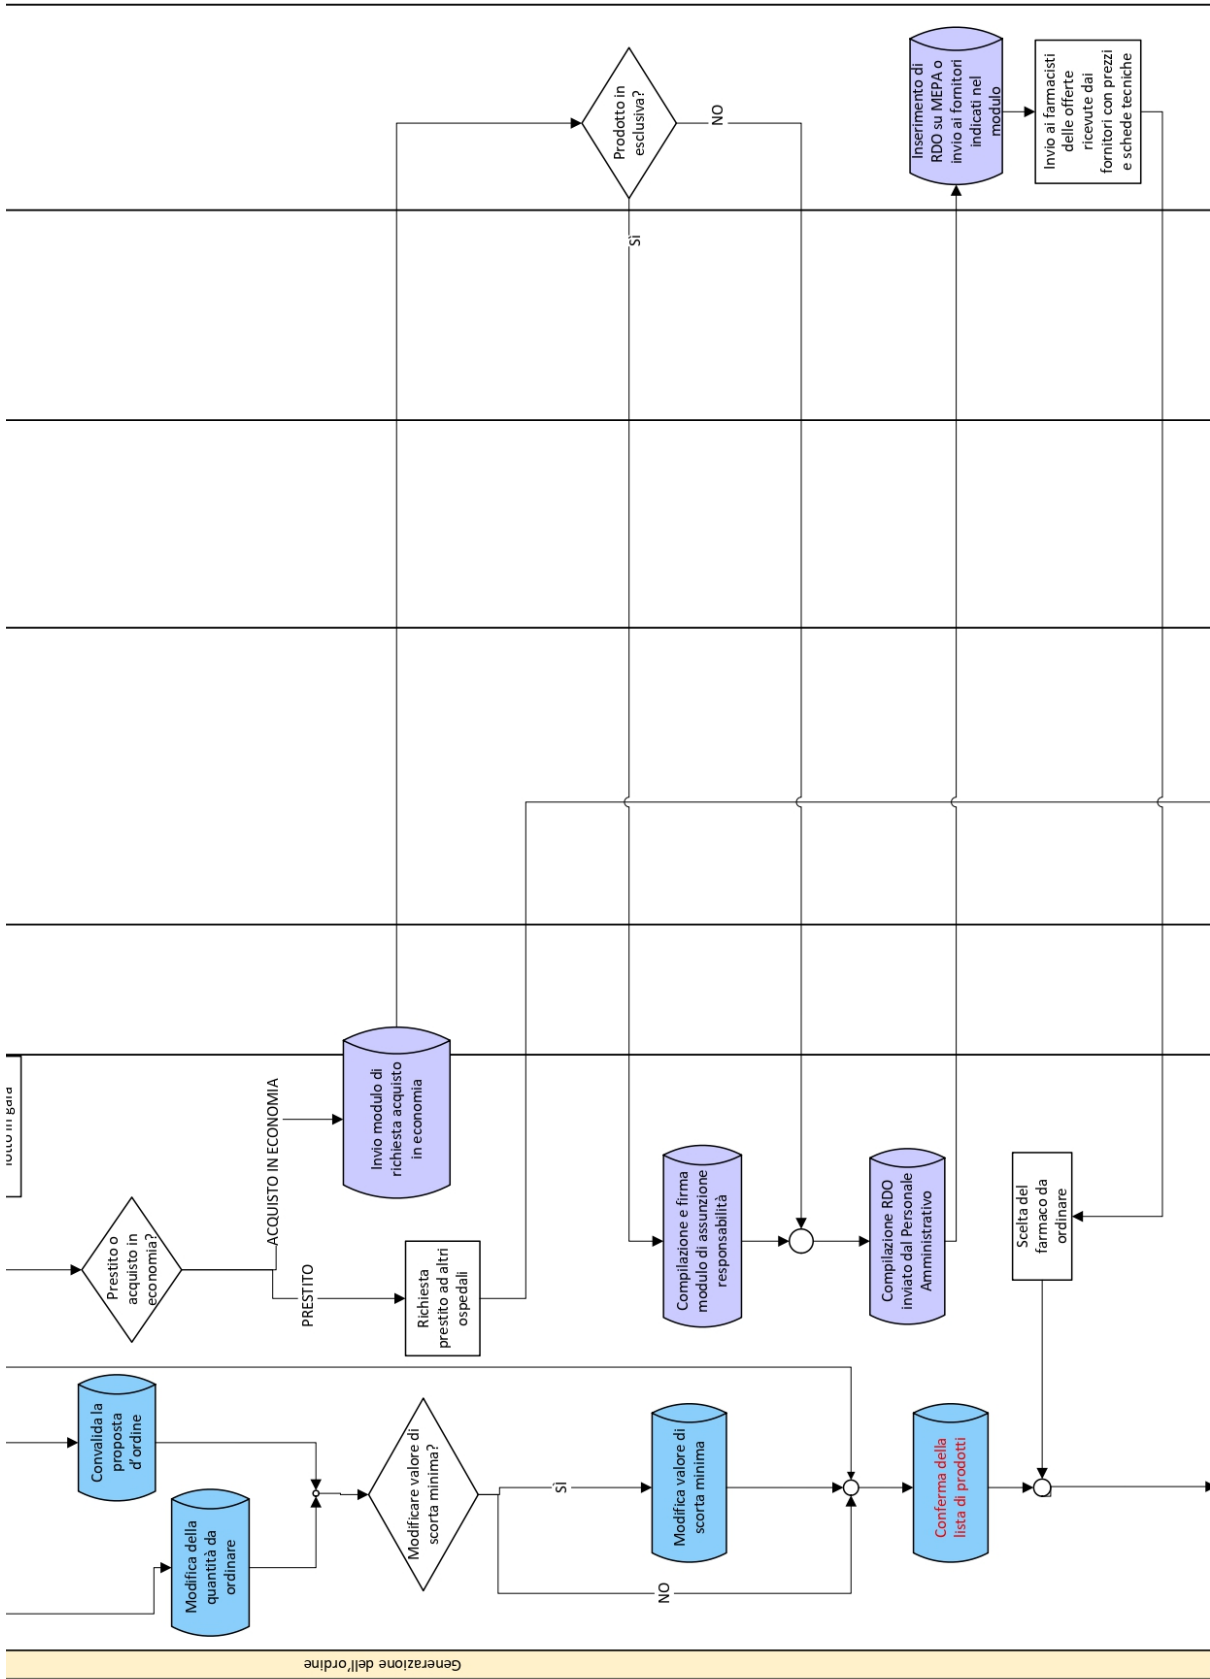 lotto in gara
Prestito o
acquisto in
economia?
ACQUISTO IN ECONOMIA
PRESTITO
Invio modulo di
richiesta acquisto
in economia
Richiesta
prestito ad altri
ospedali
Prodotto in
esclusiva?
NO
SÌ
Compilazione e firma
modulo di assunzione
responsabilità
Compilazione RDO
inviato dal Personale
Amministrativo
Inserimento di
RDO su MEPA o
invio ai fornitori
indicati nel
modulo
Invio ai farmacisti
delle offerte
ricevute dai
fornitori con prezzi
e schede tecniche
Scelta del
farmaco da
ordinare
Convalida la
proposta
d'ordine
Modifica della
quantità da
ordinare
Modificare valore di
scorta minima?
SÌ
NO
Modifica valore di
scorta minima
Conferma della
lista di prodotti
Generazione dell'ordine